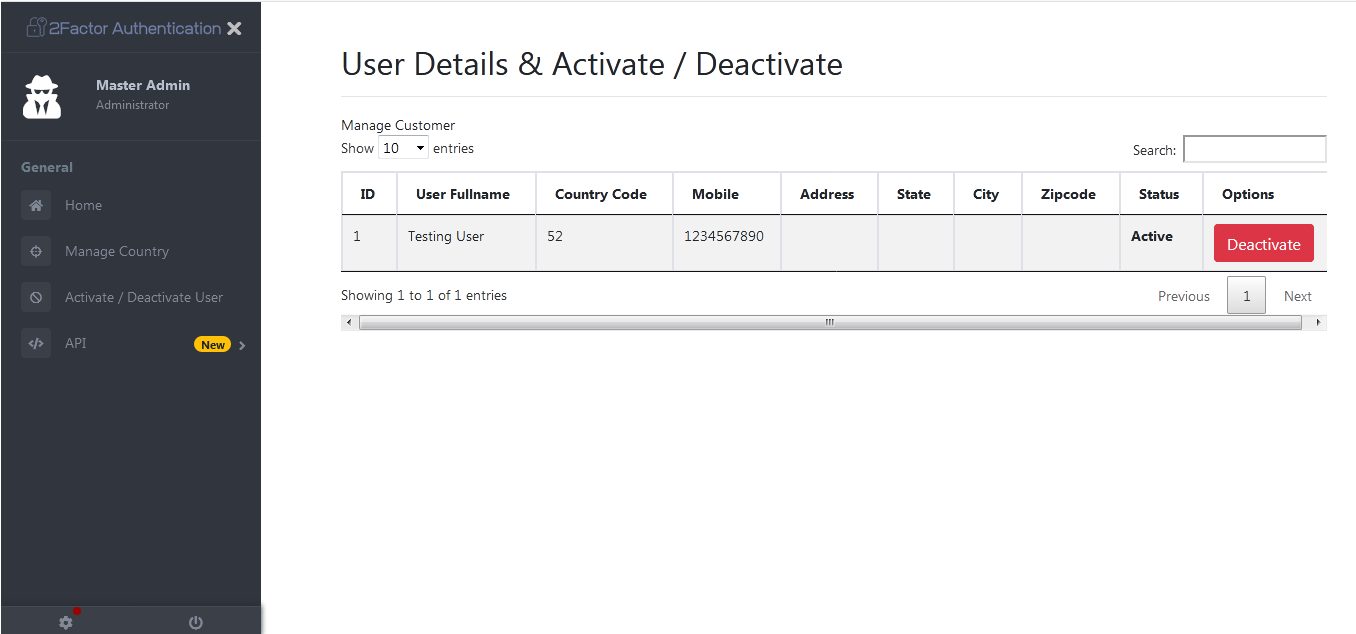 2Factor Authentication
Master Admin
Administrator
General
Home
Manage Country
Activate / Deactivate User
API New
User Details & Activate / Deactivate
Manage Customer
Show 10 entries
Search:
ID User Fullname Country Code Mobile Address State City Zipcode Status Options
1 Testing User 52 1234567890 Active Deactivate
Showing 1 to 1 of 1 entries
Previous 1 Next